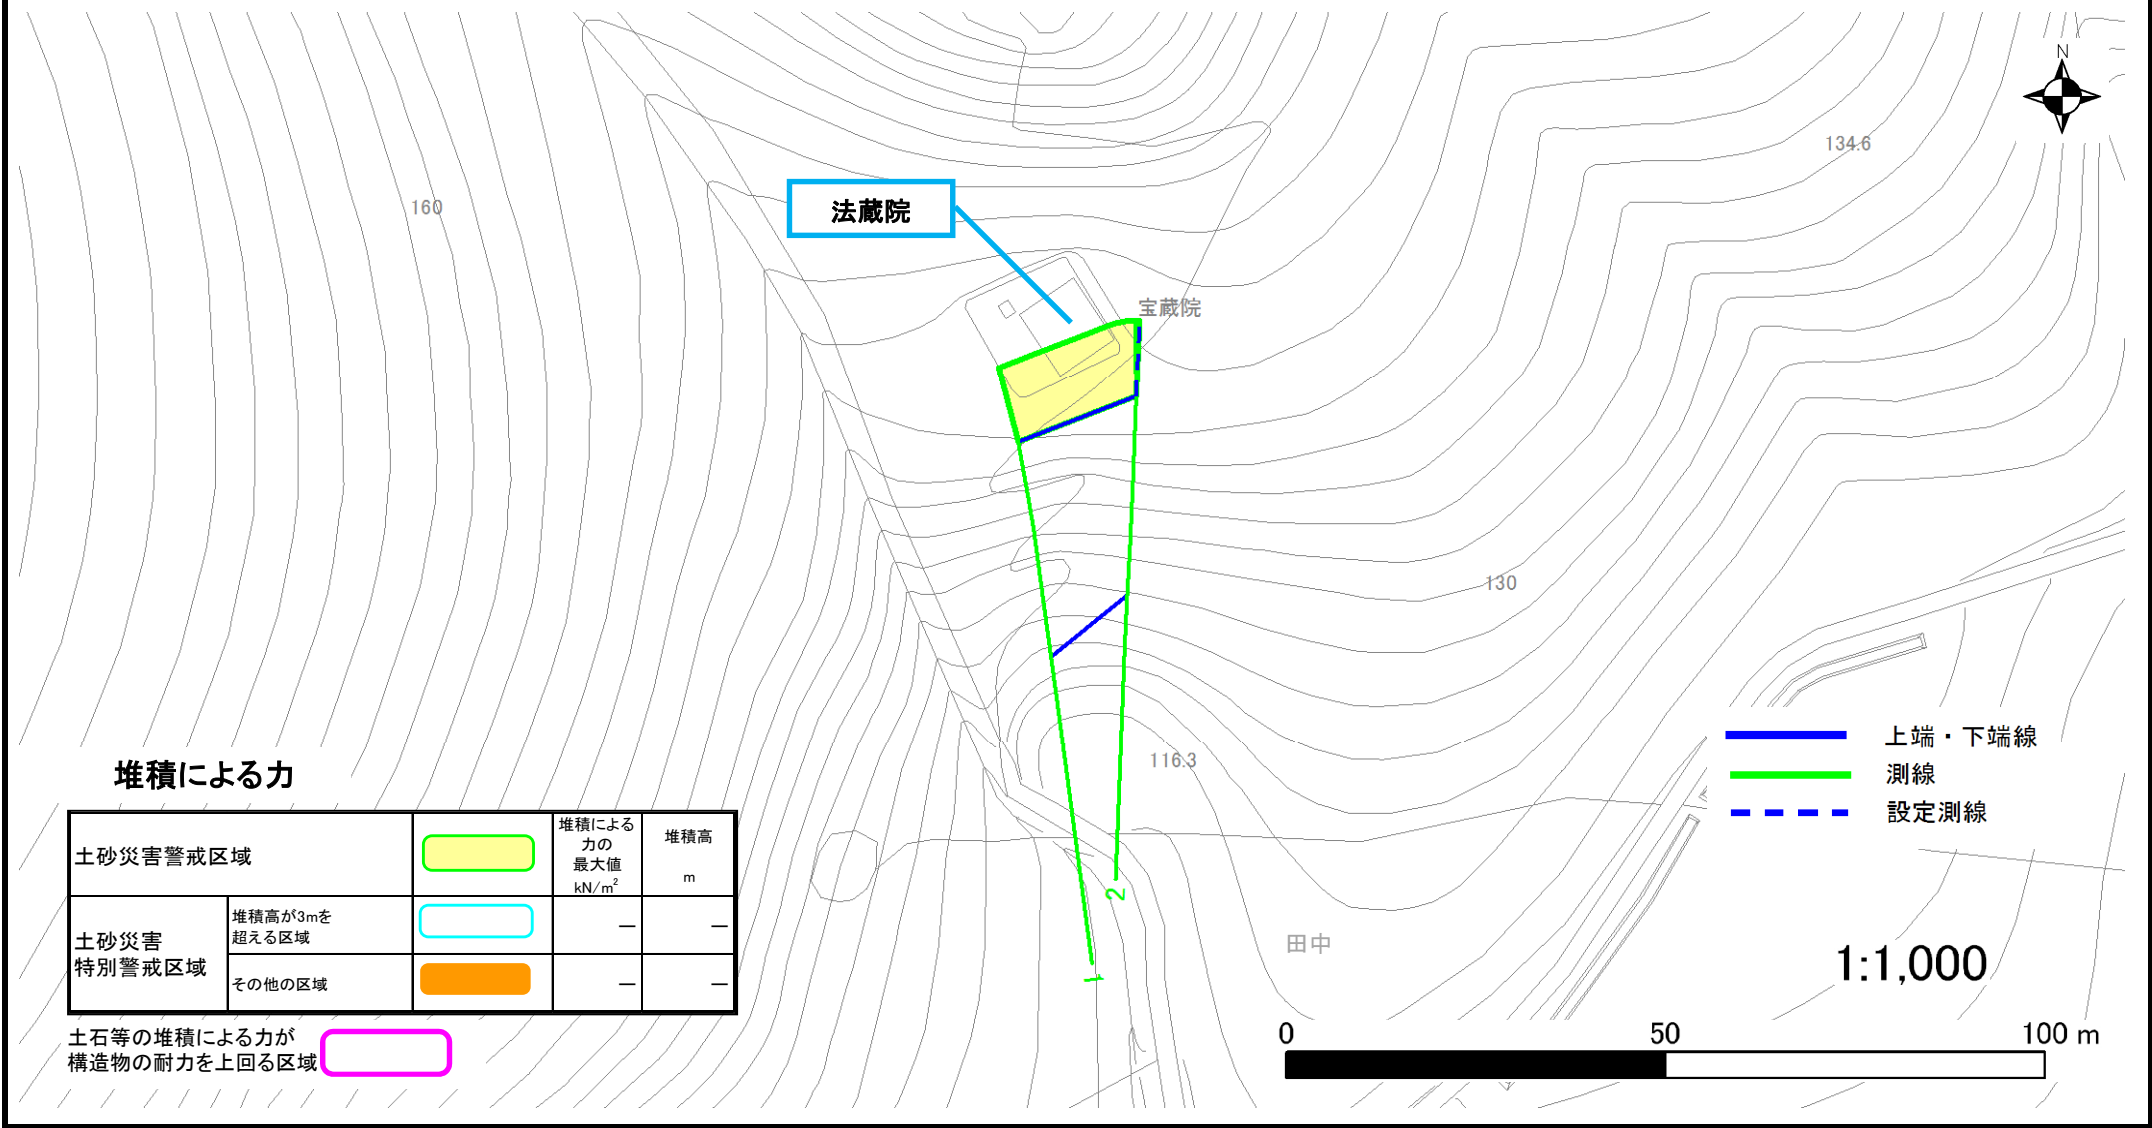 N
134.6
160
法蔵院
宝蔵院
130
116.3
上端・下端線
測線
設定測線
堆積による力
土砂災害警戒区域
堆積による
力の
最大値
kN/m²
堆積高
m
土砂災害
特別警戒区域
堆積高が3mを
超える区域
－
－
その他の区域
－
－
土石等の堆積による力が
構造物の耐力を上回る区域
2
1
田中
1:1,000
0
50
100 m